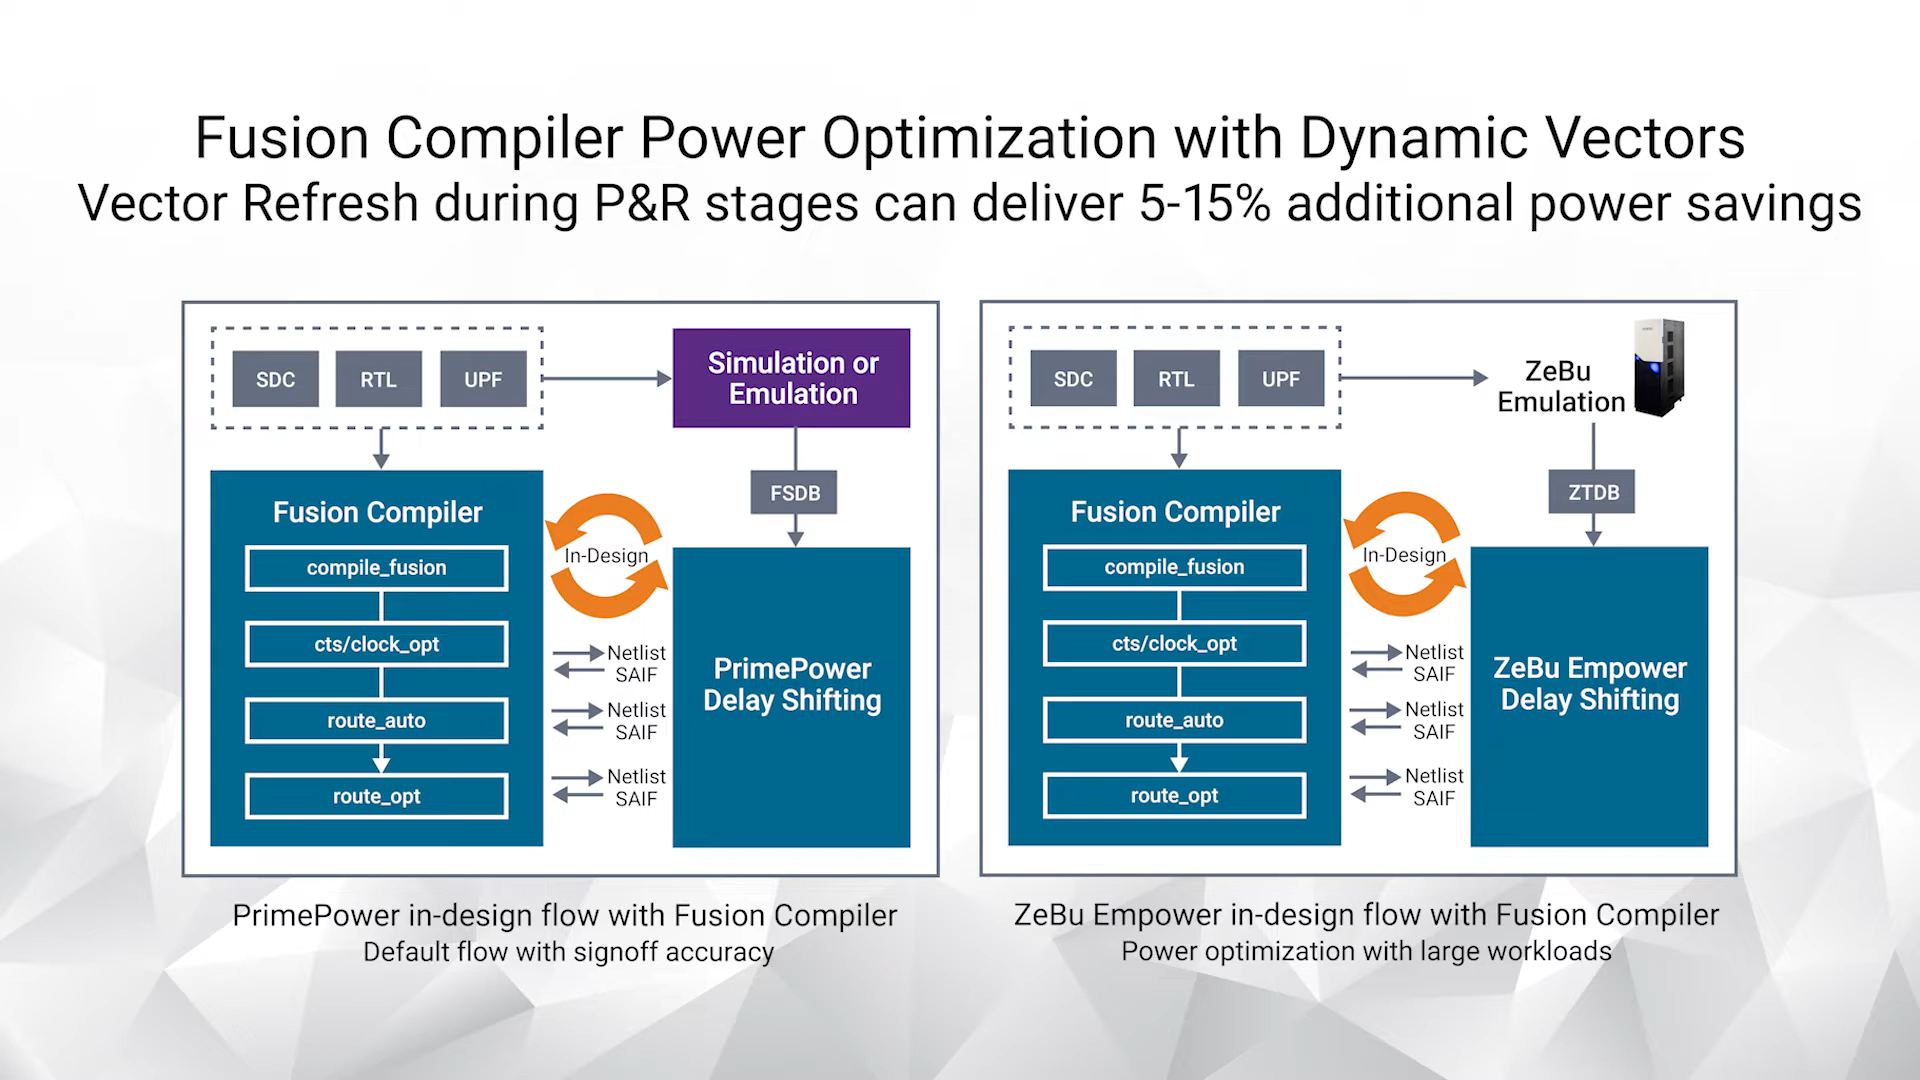 Fusion Compiler Power Optimization with Dynamic Vectors
Vector Refresh during P&R stages can deliver 5-15% additional power savings
SDC
RTL
UPF
Simulation or
Emulation
Fusion Compiler
compile_fusion
cts/clock_opt
route_auto
route_opt
In-Design
Netlist
SAIF
Netlist
SAIF
Netlist
SAIF
FSDB
PrimePower
Delay Shifting
PrimePower in-design flow with Fusion Compiler
Default flow with signoff accuracy
SDC
RTL
UPF
ZeBu
Emulation
Fusion Compiler
compile_fusion
cts/clock_opt
route_auto
route_opt
In-Design
Netlist
SAIF
Netlist
SAIF
Netlist
SAIF
ZTDB
ZeBu Empower
Delay Shifting
ZeBu Empower in-design flow with Fusion Compiler
Power optimization with large workloads